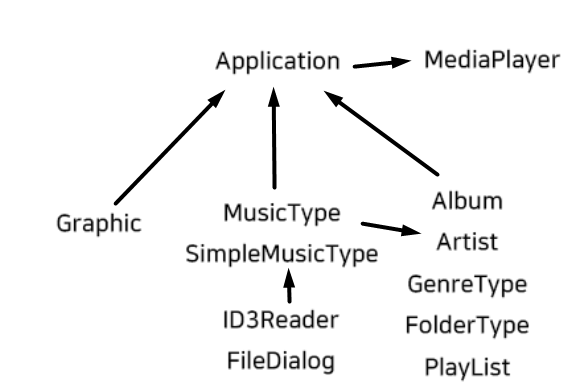 Application
MediaPlayer
Graphic
MusicType
SimpleMusicType
ID3Reader
FileDialog
Album
Artist
GenreType
FolderType
PlayList